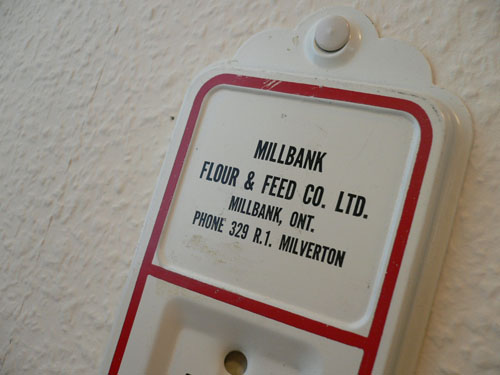 MILLBANK
FLOUR & FEED CO. LTD.
MILLBANK, ONT.
PHONE 329 R.1. MILVERTON